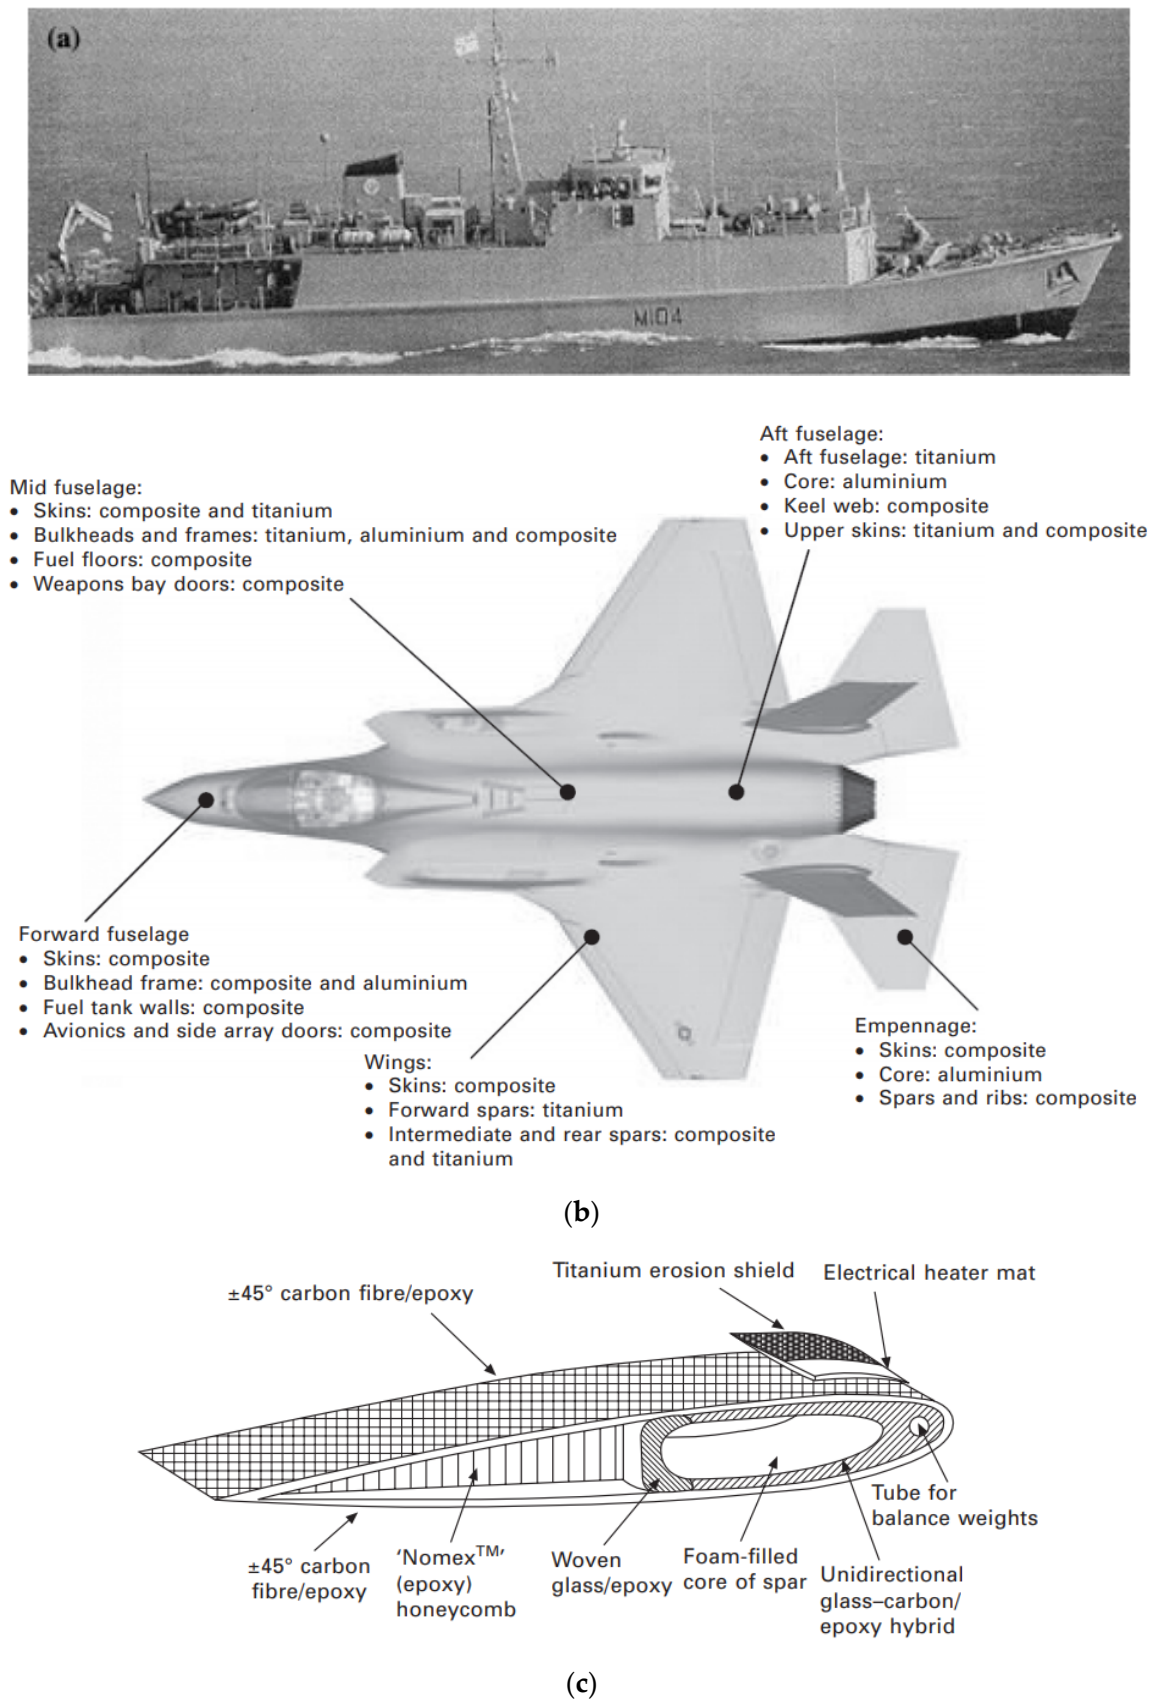 (a)
M104
Aft fuselage:
• Aft fuselage: titanium
• Core: aluminium
• Keel web: composite
• Upper skins: titanium and composite
Mid fuselage:
• Skins: composite and titanium
• Bulkheads and frames: titanium, aluminium and composite
• Fuel floors: composite
• Weapons bay doors: composite
Forward fuselage
• Skins: composite
• Bulkhead frame: composite and aluminium
• Fuel tank walls: composite
• Avionics and side array doors: composite
Wings:
• Skins: composite
• Forward spars: titanium
• Intermediate and rear spars: composite
and titanium
Empennage:
• Skins: composite
• Core: aluminium
• Spars and ribs: composite
(b)
Titanium erosion shield
Electrical heater mat
±45° carbon fibre/epoxy
±45° carbon
fibre/epoxy
‘Nomex™’
(epoxy)
honeycomb
Woven
glass/epoxy
Foam-filled
core of spar
Tube for
balance weights
Unidirectional
glass–carbon/
epoxy hybrid
(c)